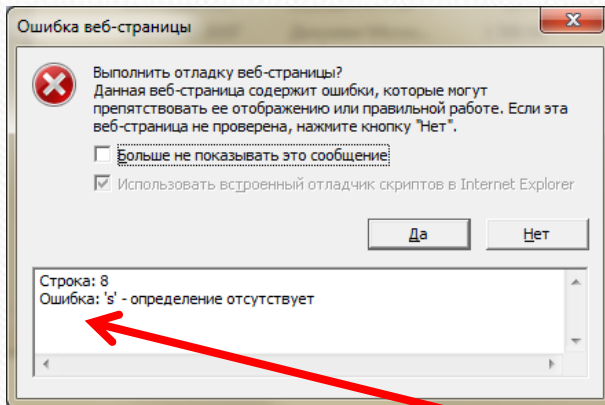 Ошибка веб-страницы
Выполнить отладку веб-страницы?
Данная веб-страница содержит ошибки, которые могут
препятствовать ее отображению или правильной работе. Если эта
веб-страница не проверена, нажмите кнопку "Нет".
Больше не показывать это сообщение
Использовать встроенный отладчик скриптов в Internet Explorer
Да
Нет
Строка: 8
Ошибка: 's' - определение отсутствует